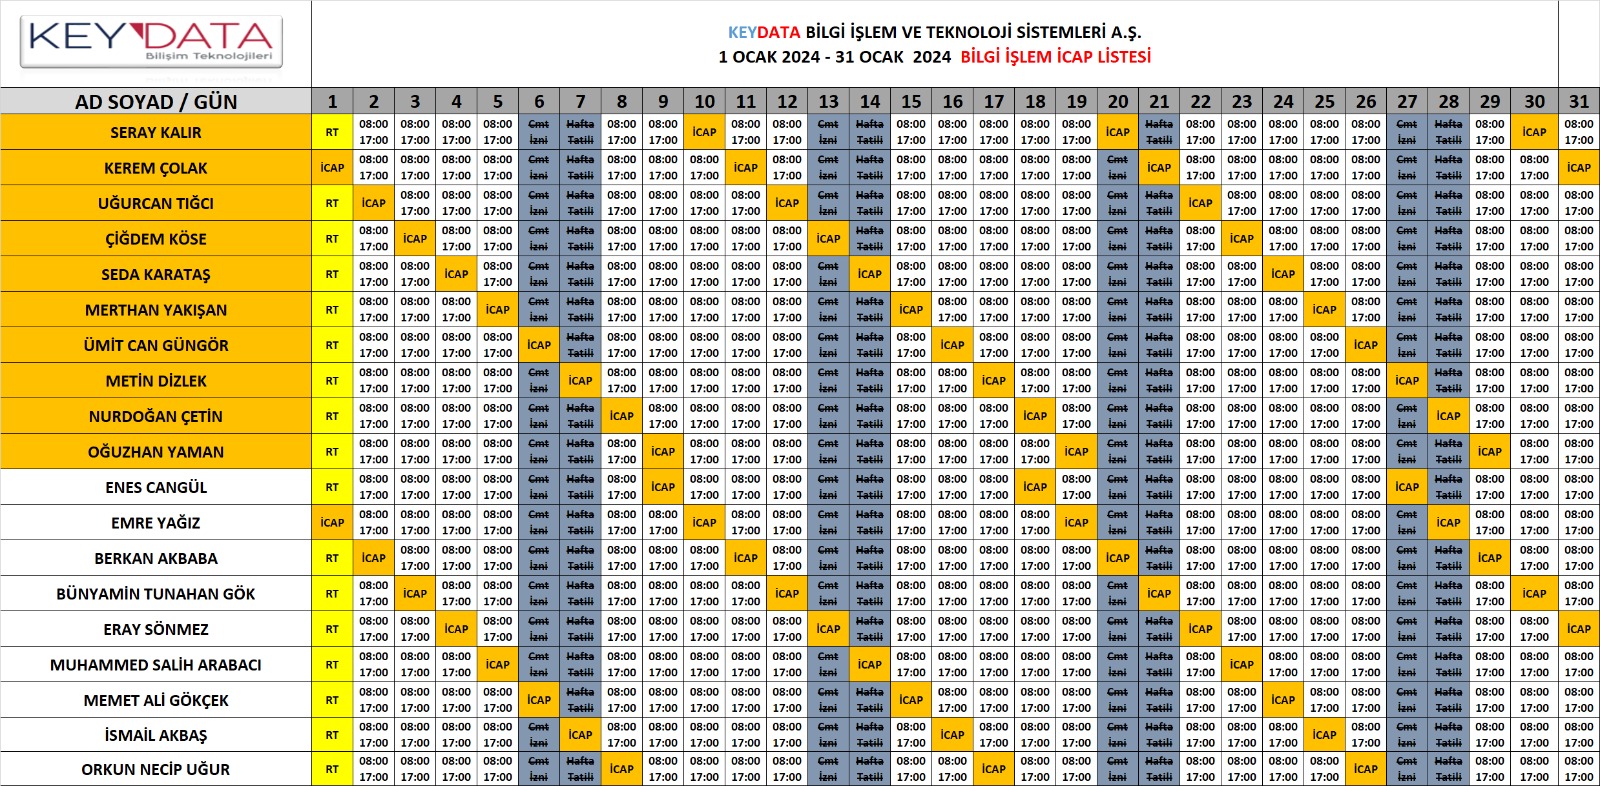 KEYDATA
Bilişim Teknolojileri
KEYDATA BİLGİ İŞLEM VE TEKNOLOJİ SİSTEMLERİ A.Ş.
1 OCAK 2024 - 31 OCAK 2024 BİLGİ İŞLEM İCAP LİSTESİ
AD SOYAD / GÜN 1 2 3 4 5 6 7 8 9 10 11 12 13 14 15 16 17 18 19 20 21 22 23 24 25 26 27 28 29 30 31
SERAY KALIR RT 08:00 17:00 08:00 17:00 08:00 17:00 08:00 17:00 Cmt İzni Hafta Tatili 08:00 17:00 08:00 17:00 İCAP 08:00 17:00 08:00 17:00 Cmt İzni Hafta Tatili 08:00 17:00 08:00 17:00 08:00 17:00 08:00 17:00 08:00 17:00 İCAP Hafta Tatili 08:00 17:00 08:00 17:00 08:00 17:00 08:00 17:00 08:00 17:00 Cmt İzni Hafta Tatili 08:00 17:00 İCAP 08:00 17:00
KEREM ÇOLAK İCAP 08:00 17:00 08:00 17:00 08:00 17:00 08:00 17:00 Cmt İzni Hafta Tatili 08:00 17:00 08:00 17:00 08:00 17:00 İCAP 08:00 17:00 Cmt İzni Hafta Tatili 08:00 17:00 08:00 17:00 08:00 17:00 08:00 17:00 08:00 17:00 Cmt İzni İCAP 08:00 17:00 08:00 17:00 08:00 17:00 08:00 17:00 08:00 17:00 Cmt İzni Hafta Tatili 08:00 17:00 08:00 17:00 İCAP
UĞURCAN TIĞCI RT İCAP 08:00 17:00 08:00 17:00 08:00 17:00 Cmt İzni Hafta Tatili 08:00 17:00 08:00 17:00 08:00 17:00 08:00 17:00 İCAP Cmt İzni Hafta Tatili 08:00 17:00 08:00 17:00 08:00 17:00 08:00 17:00 08:00 17:00 Cmt İzni Hafta Tatili İCAP 08:00 17:00 08:00 17:00 08:00 17:00 08:00 17:00 Cmt İzni Hafta Tatili 08:00 17:00 08:00 17:00 08:00 17:00
ÇİĞDEM KÖSE RT 08:00 17:00 İCAP 08:00 17:00 08:00 17:00 Cmt İzni Hafta Tatili 08:00 17:00 08:00 17:00 08:00 17:00 08:00 17:00 08:00 17:00 İCAP Hafta Tatili 08:00 17:00 08:00 17:00 08:00 17:00 08:00 17:00 08:00 17:00 Cmt İzni Hafta Tatili 08:00 17:00 İCAP 08:00 17:00 08:00 17:00 08:00 17:00 Cmt İzni Hafta Tatili 08:00 17:00 08:00 17:00 08:00 17:00
SEDA KARATAŞ RT 08:00 17:00 08:00 17:00 İCAP 08:00 17:00 Cmt İzni Hafta Tatili 08:00 17:00 08:00 17:00 08:00 17:00 08:00 17:00 08:00 17:00 Cmt İzni İCAP 08:00 17:00 08:00 17:00 08:00 17:00 08:00 17:00 08:00 17:00 Cmt İzni Hafta Tatili 08:00 17:00 08:00 17:00 İCAP 08:00 17:00 08:00 17:00 Cmt İzni Hafta Tatili 08:00 17:00 08:00 17:00 08:00 17:00
MERTHAN YAKIŞAN RT 08:00 17:00 08:00 17:00 08:00 17:00 İCAP Cmt İzni Hafta Tatili 08:00 17:00 08:00 17:00 08:00 17:00 08:00 17:00 08:00 17:00 Cmt İzni Hafta Tatili İCAP 08:00 17:00 08:00 17:00 08:00 17:00 08:00 17:00 Cmt İzni Hafta Tatili 08:00 17:00 08:00 17:00 08:00 17:00 İCAP 08:00 17:00 Cmt İzni Hafta Tatili 08:00 17:00 08:00 17:00 08:00 17:00
ÜMİT CAN GÜNGÖR RT 08:00 17:00 08:00 17:00 08:00 17:00 08:00 17:00 İCAP Hafta Tatili 08:00 17:00 08:00 17:00 08:00 17:00 08:00 17:00 08:00 17:00 Cmt İzni Hafta Tatili 08:00 17:00 İCAP 08:00 17:00 08:00 17:00 08:00 17:00 Cmt İzni Hafta Tatili 08:00 17:00 08:00 17:00 08:00 17:00 08:00 17:00 İCAP Cmt İzni Hafta Tatili 08:00 17:00 08:00 17:00 08:00 17:00
METİN DİZLEK RT 08:00 17:00 08:00 17:00 08:00 17:00 08:00 17:00 Cmt İzni İCAP 08:00 17:00 08:00 17:00 08:00 17:00 08:00 17:00 08:00 17:00 Cmt İzni Hafta Tatili 08:00 17:00 08:00 17:00 İCAP 08:00 17:00 08:00 17:00 Cmt İzni Hafta Tatili 08:00 17:00 08:00 17:00 08:00 17:00 08:00 17:00 08:00 17:00 İCAP Hafta Tatili 08:00 17:00 08:00 17:00 08:00 17:00
NURDOĞAN ÇETİN RT 08:00 17:00 08:00 17:00 08:00 17:00 08:00 17:00 Cmt İzni Hafta Tatili İCAP 08:00 17:00 08:00 17:00 08:00 17:00 08:00 17:00 Cmt İzni Hafta Tatili 08:00 17:00 08:00 17:00 08:00 17:00 İCAP 08:00 17:00 Cmt İzni Hafta Tatili 08:00 17:00 08:00 17:00 08:00 17:00 08:00 17:00 08:00 17:00 Cmt İzni İCAP 08:00 17:00 08:00 17:00 08:00 17:00
OĞUZHAN YAMAN RT 08:00 17:00 08:00 17:00 08:00 17:00 08:00 17:00 Cmt İzni Hafta Tatili 08:00 17:00 İCAP 08:00 17:00 08:00 17:00 08:00 17:00 Cmt İzni Hafta Tatili 08:00 17:00 08:00 17:00 08:00 17:00 08:00 17:00 İCAP Cmt İzni Hafta Tatili 08:00 17:00 08:00 17:00 08:00 17:00 08:00 17:00 08:00 17:00 Cmt İzni Hafta Tatili İCAP 08:00 17:00 08:00 17:00
ENES CANGÜL RT 08:00 17:00 08:00 17:00 08:00 17:00 08:00 17:00 Cmt İzni Hafta Tatili 08:00 17:00 İCAP 08:00 17:00 08:00 17:00 08:00 17:00 Cmt İzni Hafta Tatili 08:00 17:00 08:00 17:00 08:00 17:00 İCAP 08:00 17:00 Cmt İzni Hafta Tatili 08:00 17:00 08:00 17:00 08:00 17:00 08:00 17:00 08:00 17:00 İCAP Hafta Tatili 08:00 17:00 08:00 17:00 08:00 17:00
EMRE YAĞIZ İCAP 08:00 17:00 08:00 17:00 08:00 17:00 08:00 17:00 Cmt İzni Hafta Tatili 08:00 17:00 08:00 17:00 İCAP 08:00 17:00 08:00 17:00 Cmt İzni Hafta Tatili 08:00 17:00 08:00 17:00 08:00 17:00 08:00 17:00 İCAP Cmt İzni Hafta Tatili 08:00 17:00 08:00 17:00 08:00 17:00 08:00 17:00 08:00 17:00 Cmt İzni İCAP 08:00 17:00 08:00 17:00 08:00 17:00
BERKAN AKBABA RT İCAP 08:00 17:00 08:00 17:00 08:00 17:00 Cmt İzni Hafta Tatili 08:00 17:00 08:00 17:00 08:00 17:00 İCAP 08:00 17:00 Cmt İzni Hafta Tatili 08:00 17:00 08:00 17:00 08:00 17:00 08:00 17:00 08:00 17:00 İCAP Hafta Tatili 08:00 17:00 08:00 17:00 08:00 17:00 08:00 17:00 08:00 17:00 Cmt İzni Hafta Tatili İCAP 08:00 17:00 08:00 17:00
BÜNYAMİN TUNAHAN GÖK RT 08:00 17:00 İCAP 08:00 17:00 08:00 17:00 Cmt İzni Hafta Tatili 08:00 17:00 08:00 17:00 08:00 17:00 08:00 17:00 İCAP Cmt İzni Hafta Tatili 08:00 17:00 08:00 17:00 08:00 17:00 08:00 17:00 08:00 17:00 Cmt İzni İCAP 08:00 17:00 08:00 17:00 08:00 17:00 08:00 17:00 08:00 17:00 Cmt İzni Hafta Tatili 08:00 17:00 İCAP 08:00 17:00
ERAY SÖNMEZ RT 08:00 17:00 08:00 17:00 İCAP 08:00 17:00 Cmt İzni Hafta Tatili 08:00 17:00 08:00 17:00 08:00 17:00 08:00 17:00 08:00 17:00 İCAP Hafta Tatili 08:00 17:00 08:00 17:00 08:00 17:00 08:00 17:00 08:00 17:00 Cmt İzni Hafta Tatili İCAP 08:00 17:00 08:00 17:00 08:00 17:00 08:00 17:00 Cmt İzni Hafta Tatili 08:00 17:00 08:00 17:00 İCAP
MUHAMMED SALİH ARABACI RT 08:00 17:00 08:00 17:00 08:00 17:00 İCAP Cmt İzni Hafta Tatili 08:00 17:00 08:00 17:00 08:00 17:00 08:00 17:00 08:00 17:00 Cmt İzni İCAP 08:00 17:00 08:00 17:00 08:00 17:00 08:00 17:00 08:00 17:00 Cmt İzni Hafta Tatili 08:00 17:00 İCAP 08:00 17:00 08:00 17:00 08:00 17:00 Cmt İzni Hafta Tatili 08:00 17:00 08:00 17:00 08:00 17:00
MEMET ALİ GÖKÇEK RT 08:00 17:00 08:00 17:00 08:00 17:00 08:00 17:00 İCAP Hafta Tatili 08:00 17:00 08:00 17:00 08:00 17:00 08:00 17:00 08:00 17:00 Cmt İzni Hafta Tatili İCAP 08:00 17:00 08:00 17:00 08:00 17:00 08:00 17:00 Cmt İzni Hafta Tatili 08:00 17:00 08:00 17:00 İCAP 08:00 17:00 08:00 17:00 Cmt İzni Hafta Tatili 08:00 17:00 08:00 17:00 08:00 17:00
İSMAİL AKBAŞ RT 08:00 17:00 08:00 17:00 08:00 17:00 08:00 17:00 Cmt İzni İCAP 08:00 17:00 08:00 17:00 08:00 17:00 08:00 17:00 08:00 17:00 Cmt İzni Hafta Tatili 08:00 17:00 İCAP 08:00 17:00 08:00 17:00 08:00 17:00 Cmt İzni Hafta Tatili 08:00 17:00 08:00 17:00 08:00 17:00 İCAP 08:00 17:00 Cmt İzni Hafta Tatili 08:00 17:00 08:00 17:00 08:00 17:00
ORKUN NECİP UĞUR RT 08:00 17:00 08:00 17:00 08:00 17:00 08:00 17:00 Cmt İzni Hafta Tatili İCAP 08:00 17:00 08:00 17:00 08:00 17:00 08:00 17:00 Cmt İzni Hafta Tatili 08:00 17:00 08:00 17:00 İCAP 08:00 17:00 08:00 17:00 Cmt İzni Hafta Tatili 08:00 17:00 08:00 17:00 08:00 17:00 08:00 17:00 İCAP Cmt İzni Hafta Tatili 08:00 17:00 08:00 17:00 08:00 17:00